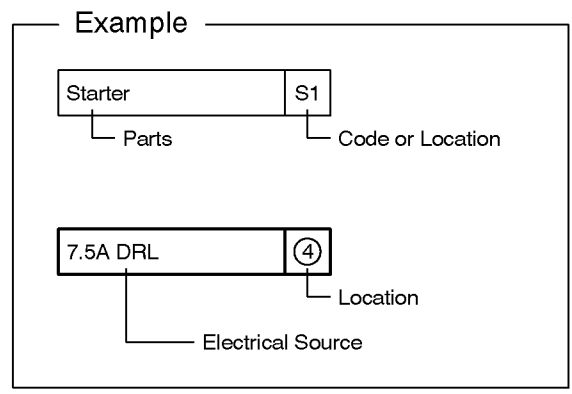 Example
Starter S1
Parts Code or Location
7.5A DRL ④
Location
Electrical Source